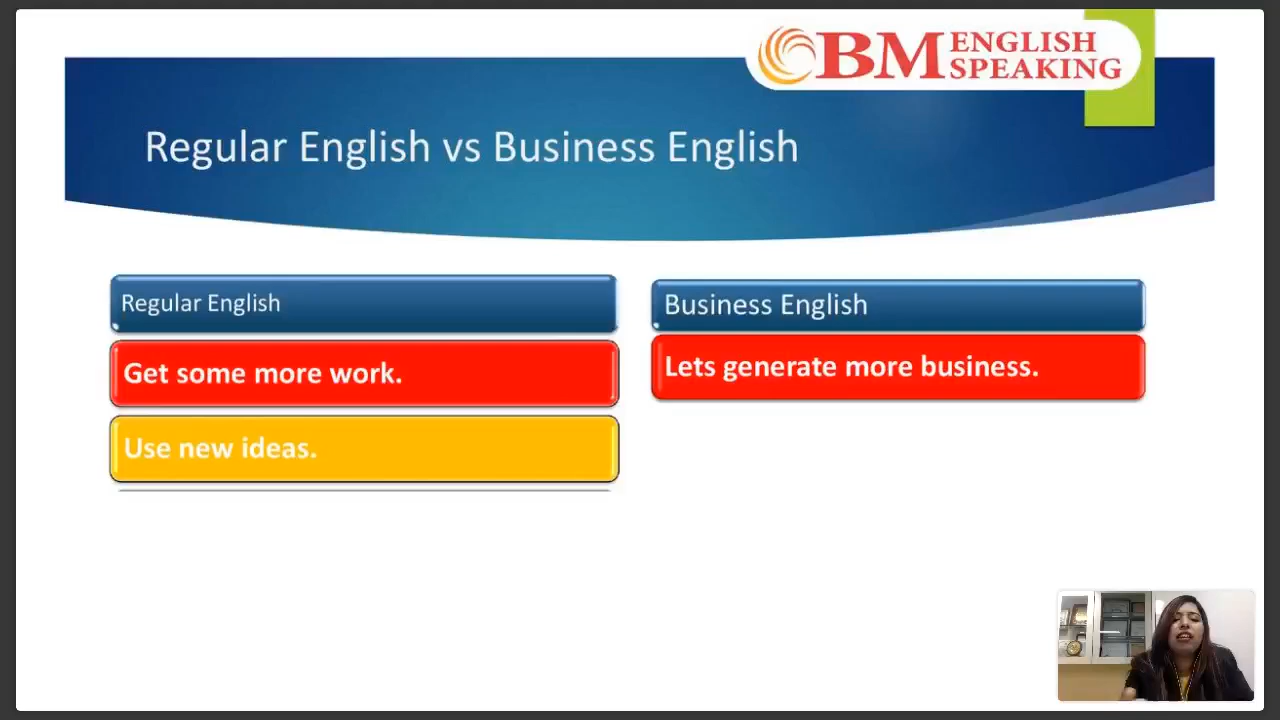 BM ENGLISH
SPEAKING
Regular English vs Business English
Regular English
Get some more work.
Use new ideas.
Business English
Lets generate more business.